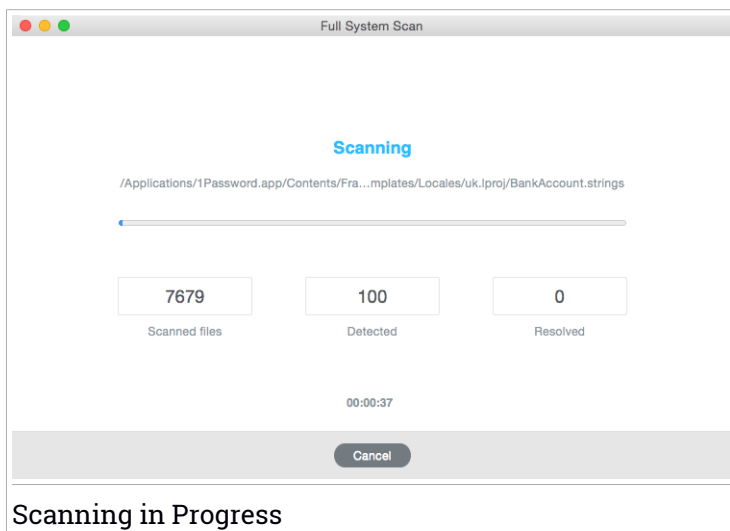 Full System Scan
Scanning
/Applications/1Password.app/Contents/Fra...mplates/Locales/uk.lproj/BankAccount.strings
7679 100 0
Scanned files Detected Resolved
00:00:37
Cancel
Scanning in Progress